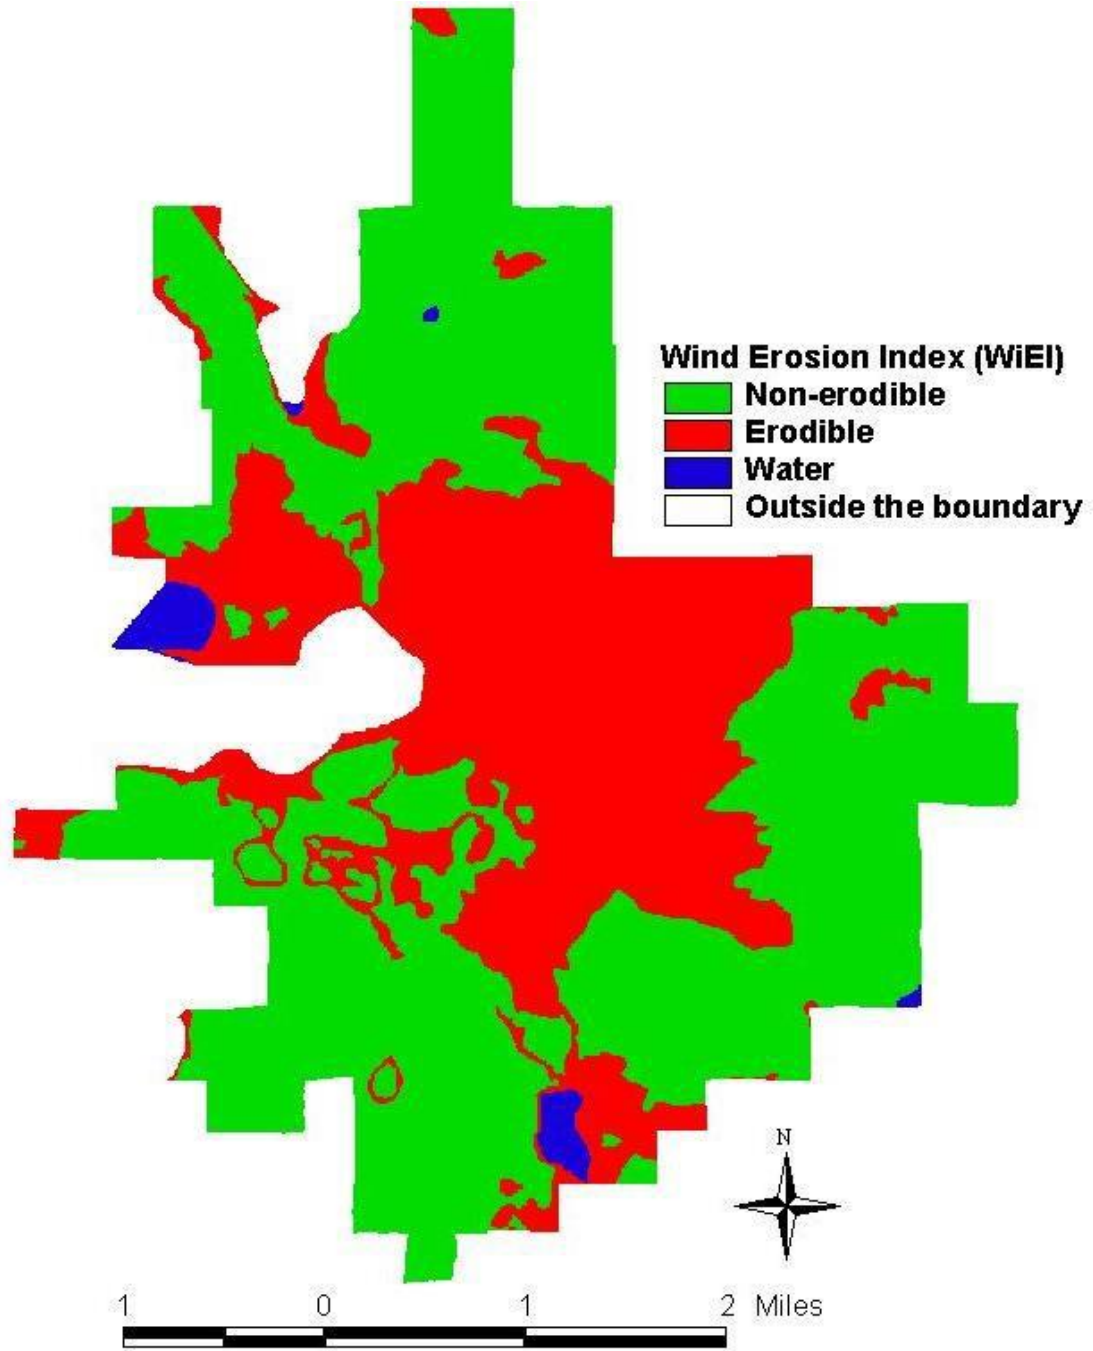 Wind Erosion Index (WiEI)
Non-erodible
Erodible
Water
Outside the boundary
N
1 0 1 2 Miles